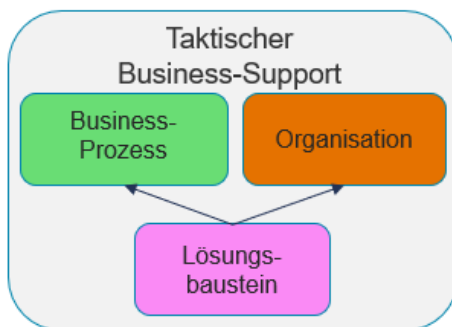 Taktischer
Business-Support
Business-
Prozess
Organisation
Lösungs-
baustein